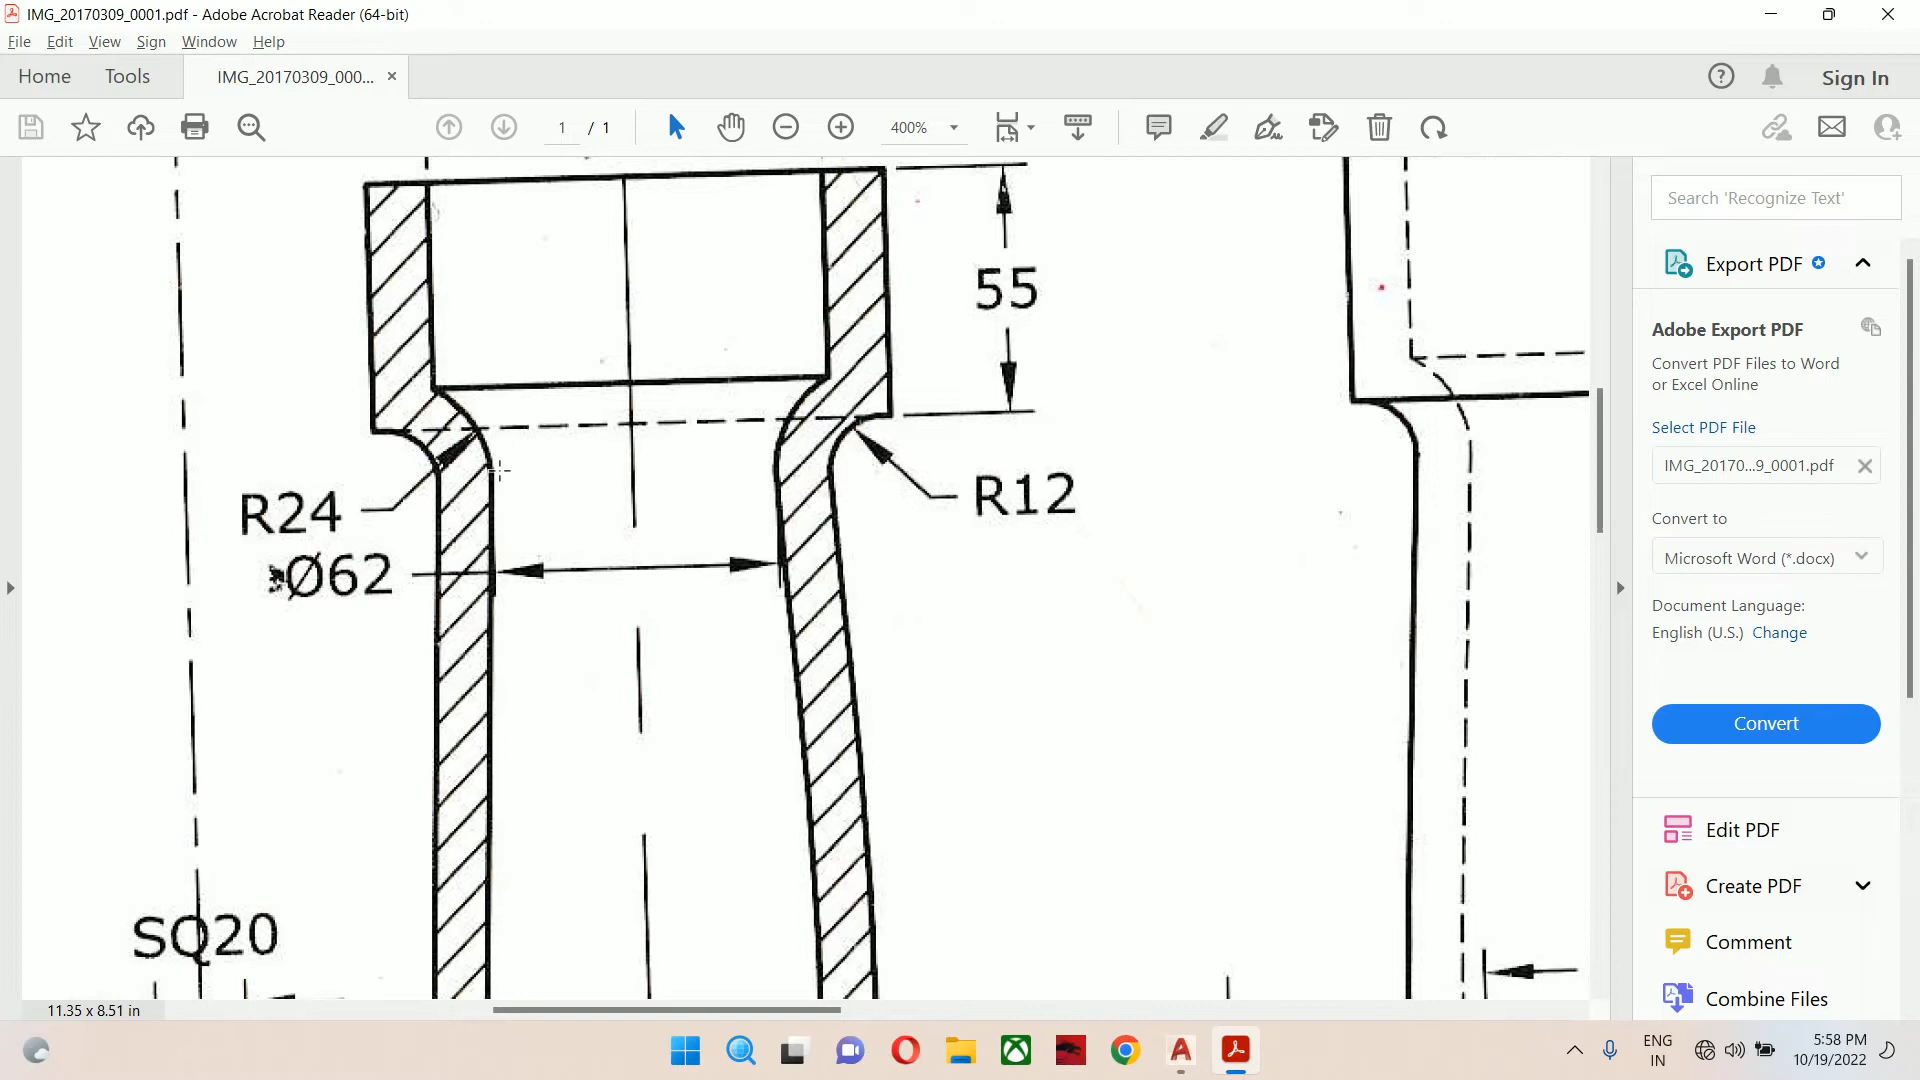 IMG_20170309_0001.pdf - Adobe Acrobat Reader (64-bit)
File Edit View Sign Window Help
Home Tools IMG_20170309_000... × Sign In
1 / 1 400%
Search 'Recognize Text'
Export PDF
Adobe Export PDF
Convert PDF Files to Word
or Excel Online
Select PDF File
IMG_20170...9_0001.pdf
Convert to
Microsoft Word (*.docx)
Document Language:
English (U.S.) Change
Convert
Edit PDF
Create PDF
Comment
Combine Files
55
R24
R12
Ø62
SQ20
11.35 x 8.51 in
ENG
IN
5:58 PM
10/19/2022